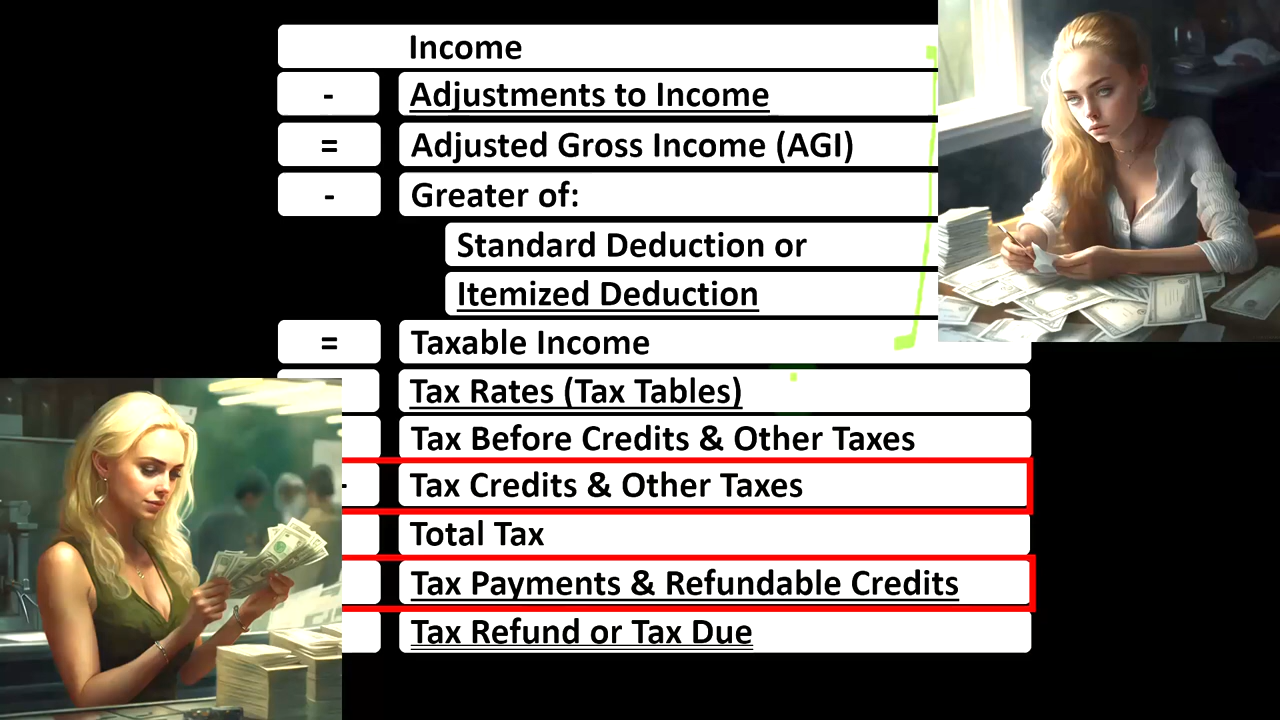 Income
- Adjustments to Income
= Adjusted Gross Income (AGI)
- Greater of:
Standard Deduction or
Itemized Deduction
= Taxable Income
Tax Rates (Tax Tables)
Tax Before Credits & Other Taxes
- Tax Credits & Other Taxes
Total Tax
Tax Payments & Refundable Credits
Tax Refund or Tax Due